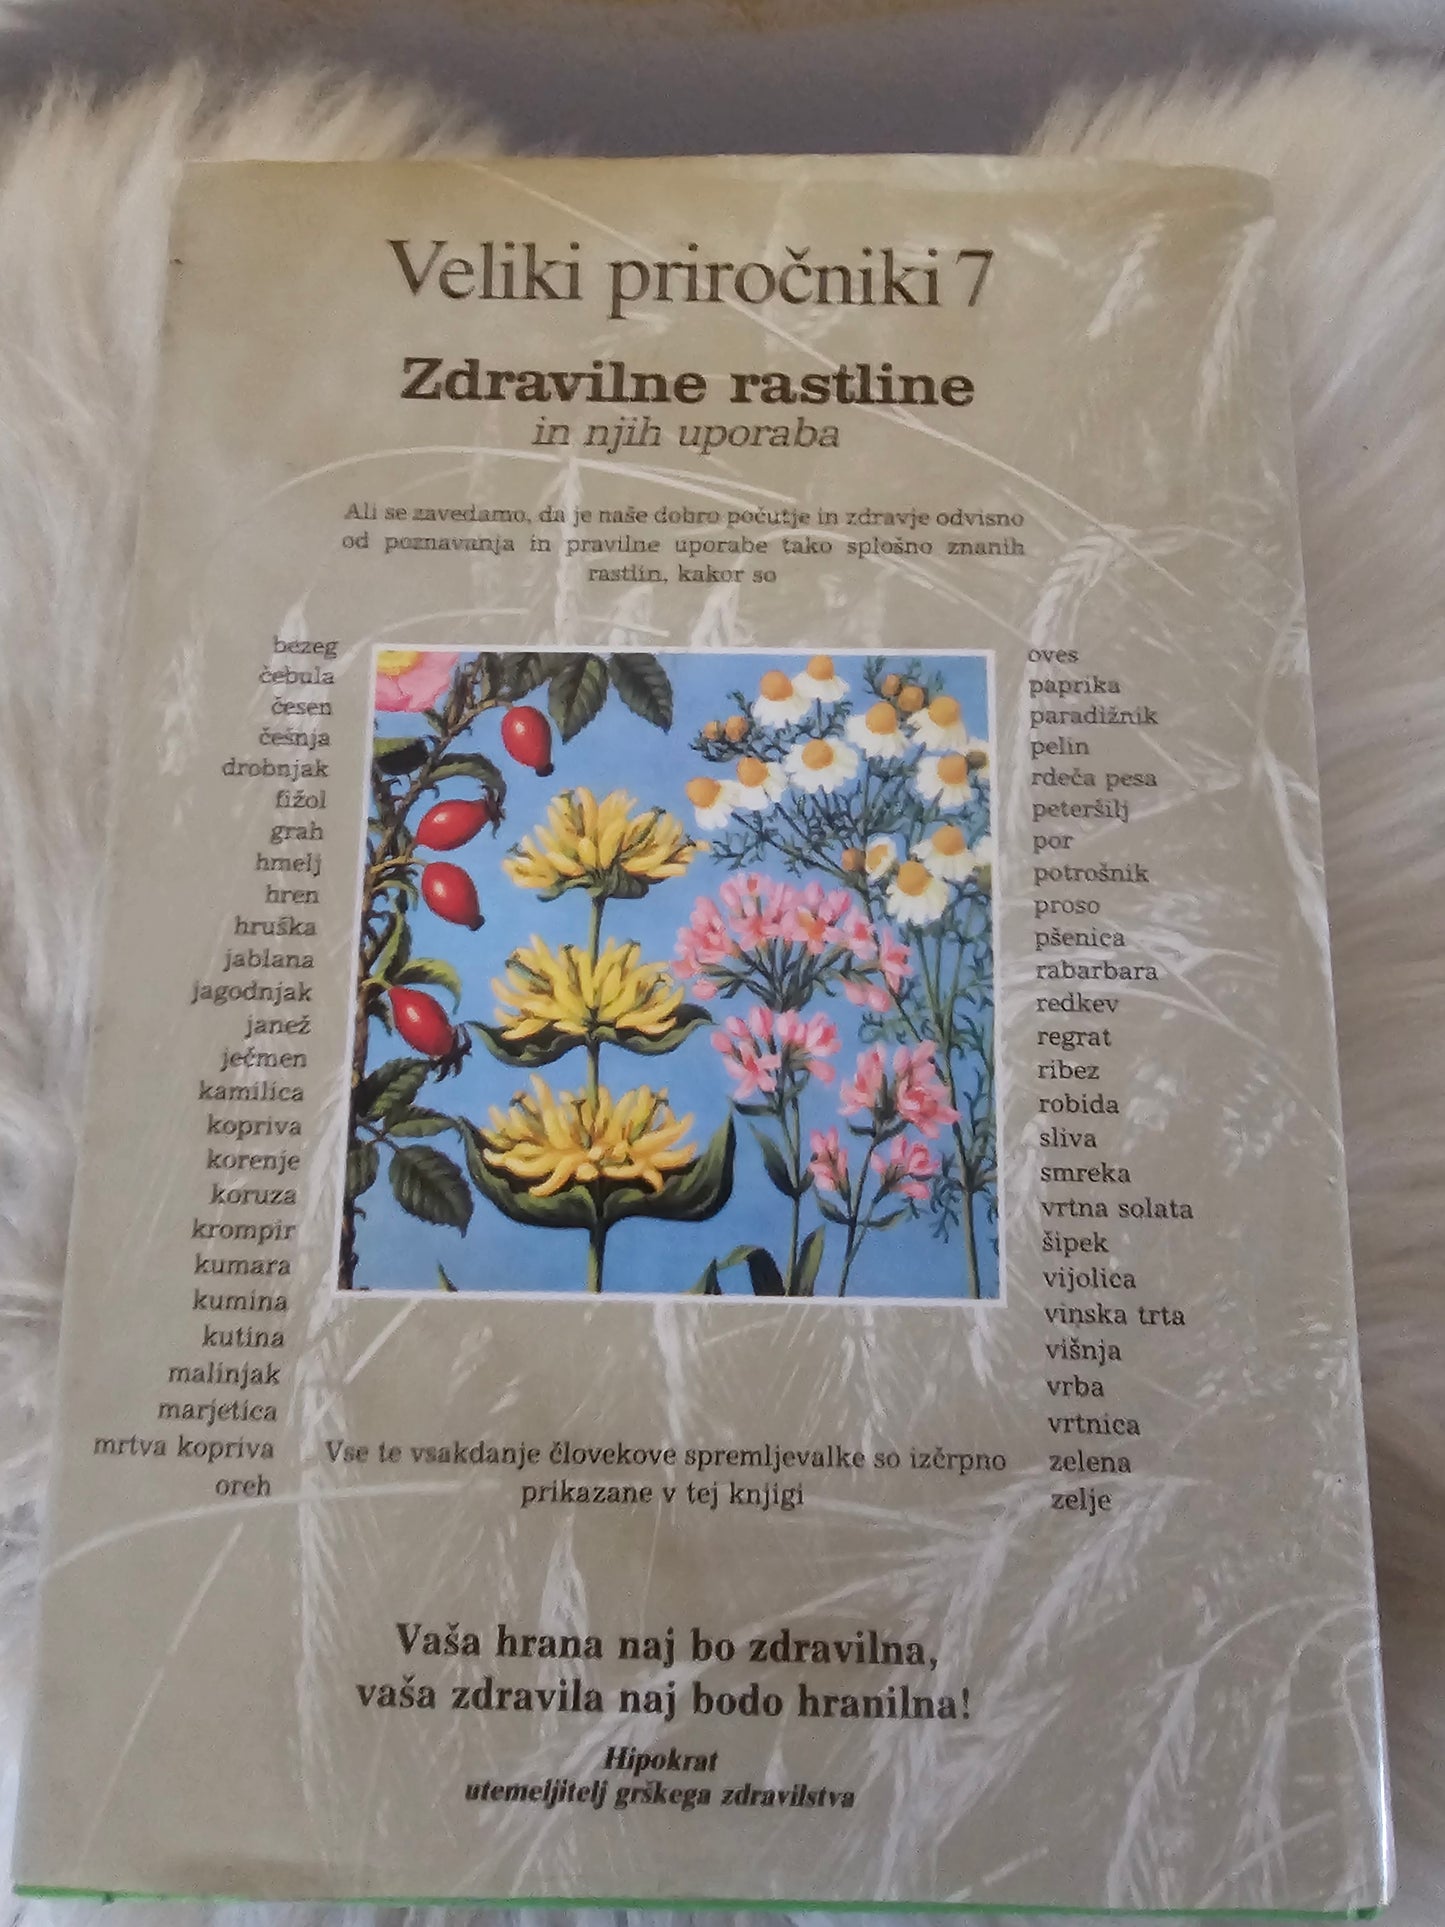 Veliki priročniki 7
Zdravilne rastline
in njih uporaba
Ali se zavedamo, da je naše dobro počutje in zdravje odvisno
od poznavanja in pravilne uporabe tako splošno znanih
rastlin, kakor so
bezeg
čebula
česen
češnja
drobnjak
fižol
grah
hmelj
hren
hruška
jablana
jagodnjak
janež
ječmen
kamilica
kopriva
korenje
koruza
krompir
kumara
kumina
kutina
malinjak
marjetica
mrtva kopriva
oreh
oves
paprika
paradižnik
pelin
rdeča pesa
peteršilj
por
potrošnik
proso
pšenica
rabarbara
redkev
regrat
ribez
robida
sliva
smreka
vrtna solata
šipek
vijolica
vinska trta
višnja
vrba
vrtnica
zelena
zelje
Vse te vsakdanje človekove spremljevalke so izčrpno
prikazane v tej knjigi
Vaša hrana naj bo zdravilna,
vaša zdravila naj bodo hranilna!
Hipokrat
utemeljitelj grškega zdravilstva